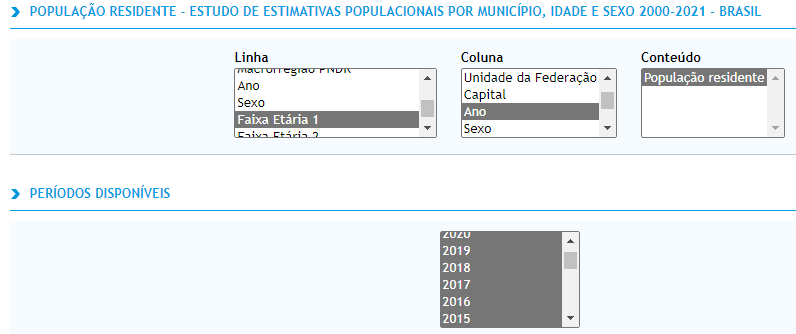 POPULAÇÃO RESIDENTE - ESTUDO DE ESTIMATIVAS POPULACIONAIS POR MUNICÍPIO, IDADE E SEXO 2000-2021 - BRASIL
Linha
Macrorregião PNDR
Ano
Sexo
Faixa Etária 1
Faixa Etária 2
Coluna
Unidade da Federação
Capital
Ano
Sexo
Conteúdo
População residente
PERÍODOS DISPONÍVEIS
2020
2019
2018
2017
2016
2015